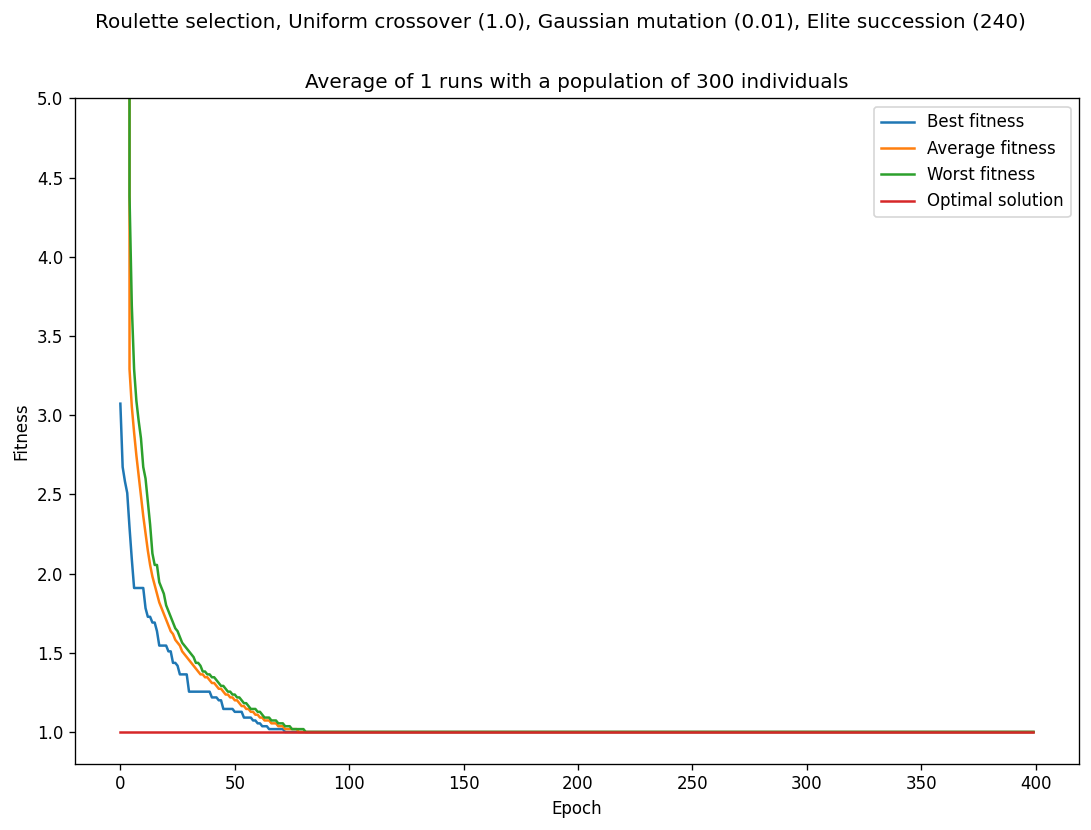 Roulette selection, Uniform crossover (1.0), Gaussian mutation (0.01), Elite succession (240)
Average of 1 runs with a population of 300 individuals
5.0
4.5
4.0
3.5
3.0
2.5
2.0
1.5
1.0
Fitness
Best fitness
Average fitness
Worst fitness
Optimal solution
0 50 100 150 200 250 300 350 400
Epoch